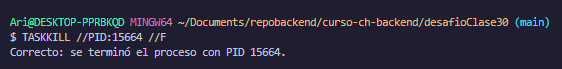 Ari@DESKTOP-PPRBKQD MINGW64 ~/Documents/repobackend/curso-ch-backend/desafioClase30 (main)
$ TASKKILL //PID:15664 //F
Correcto: se terminó el proceso con PID 15664.